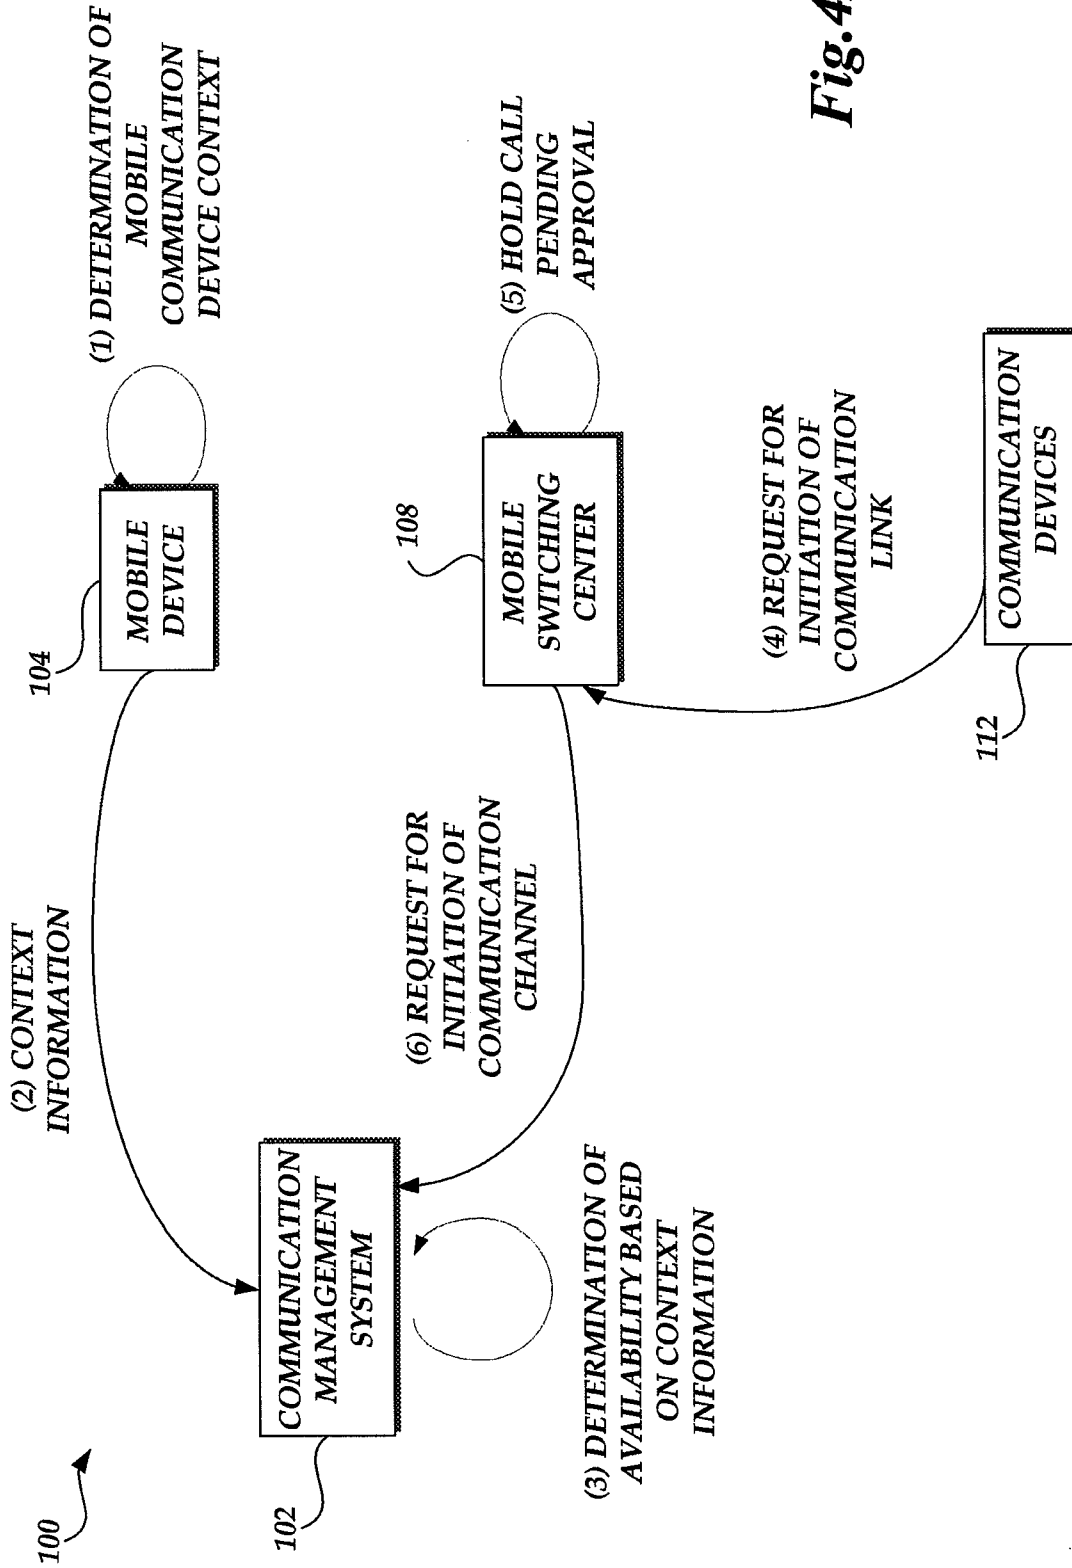 100
102
COMMUNICATION
MANAGEMENT
SYSTEM
(2) CONTEXT
INFORMATION
104
MOBILE
DEVICE
(1) DETERMINATION OF
MOBILE
COMMUNICATION
DEVICE CONTEXT
(3) DETERMINATION OF
AVAILABILITY BASED
ON CONTEXT
INFORMATION
(6) REQUEST FOR
INITIATION OF
COMMUNICATION
CHANNEL
108
MOBILE
SWITCHING
CENTER
(5) HOLD CALL
PENDING
APPROVAL
(4) REQUEST FOR
INITIATION OF
COMMUNICATION
LINK
112
COMMUNICATION
DEVICES
Fig.4